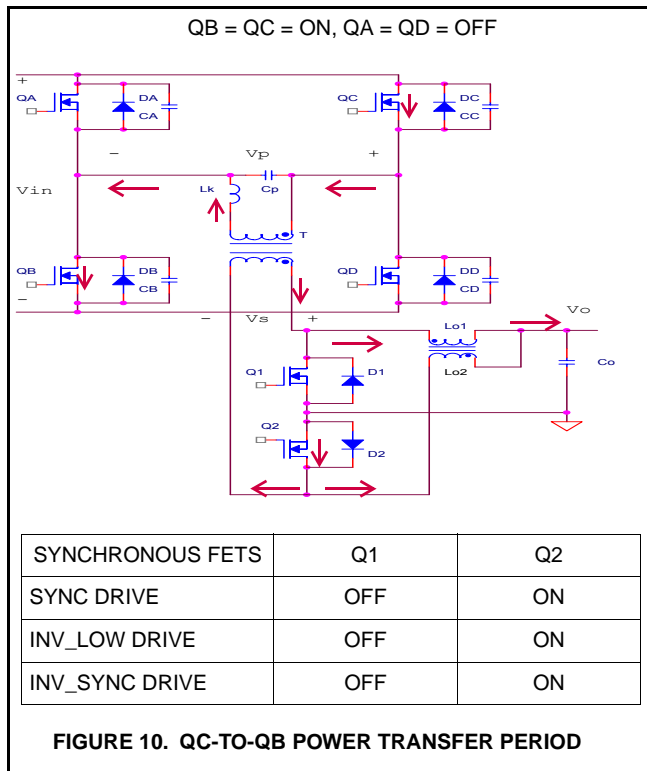 QB = QC = ON, QA = QD = OFF
+
QA
DA
CA
QC
DC
CC
-
Vp
+
Vin
Lk
Cp
T
QB
DB
CB
QD
DD
CD
-
-
Vs
+
Lo1
Vo
Q1
D1
Lo2
Co
Q2
D2
SYNCHRONOUS FETS Q1 Q2
SYNC DRIVE OFF ON
INV_LOW DRIVE OFF ON
INV_SYNC DRIVE OFF ON
FIGURE 10. QC-TO-QB POWER TRANSFER PERIOD